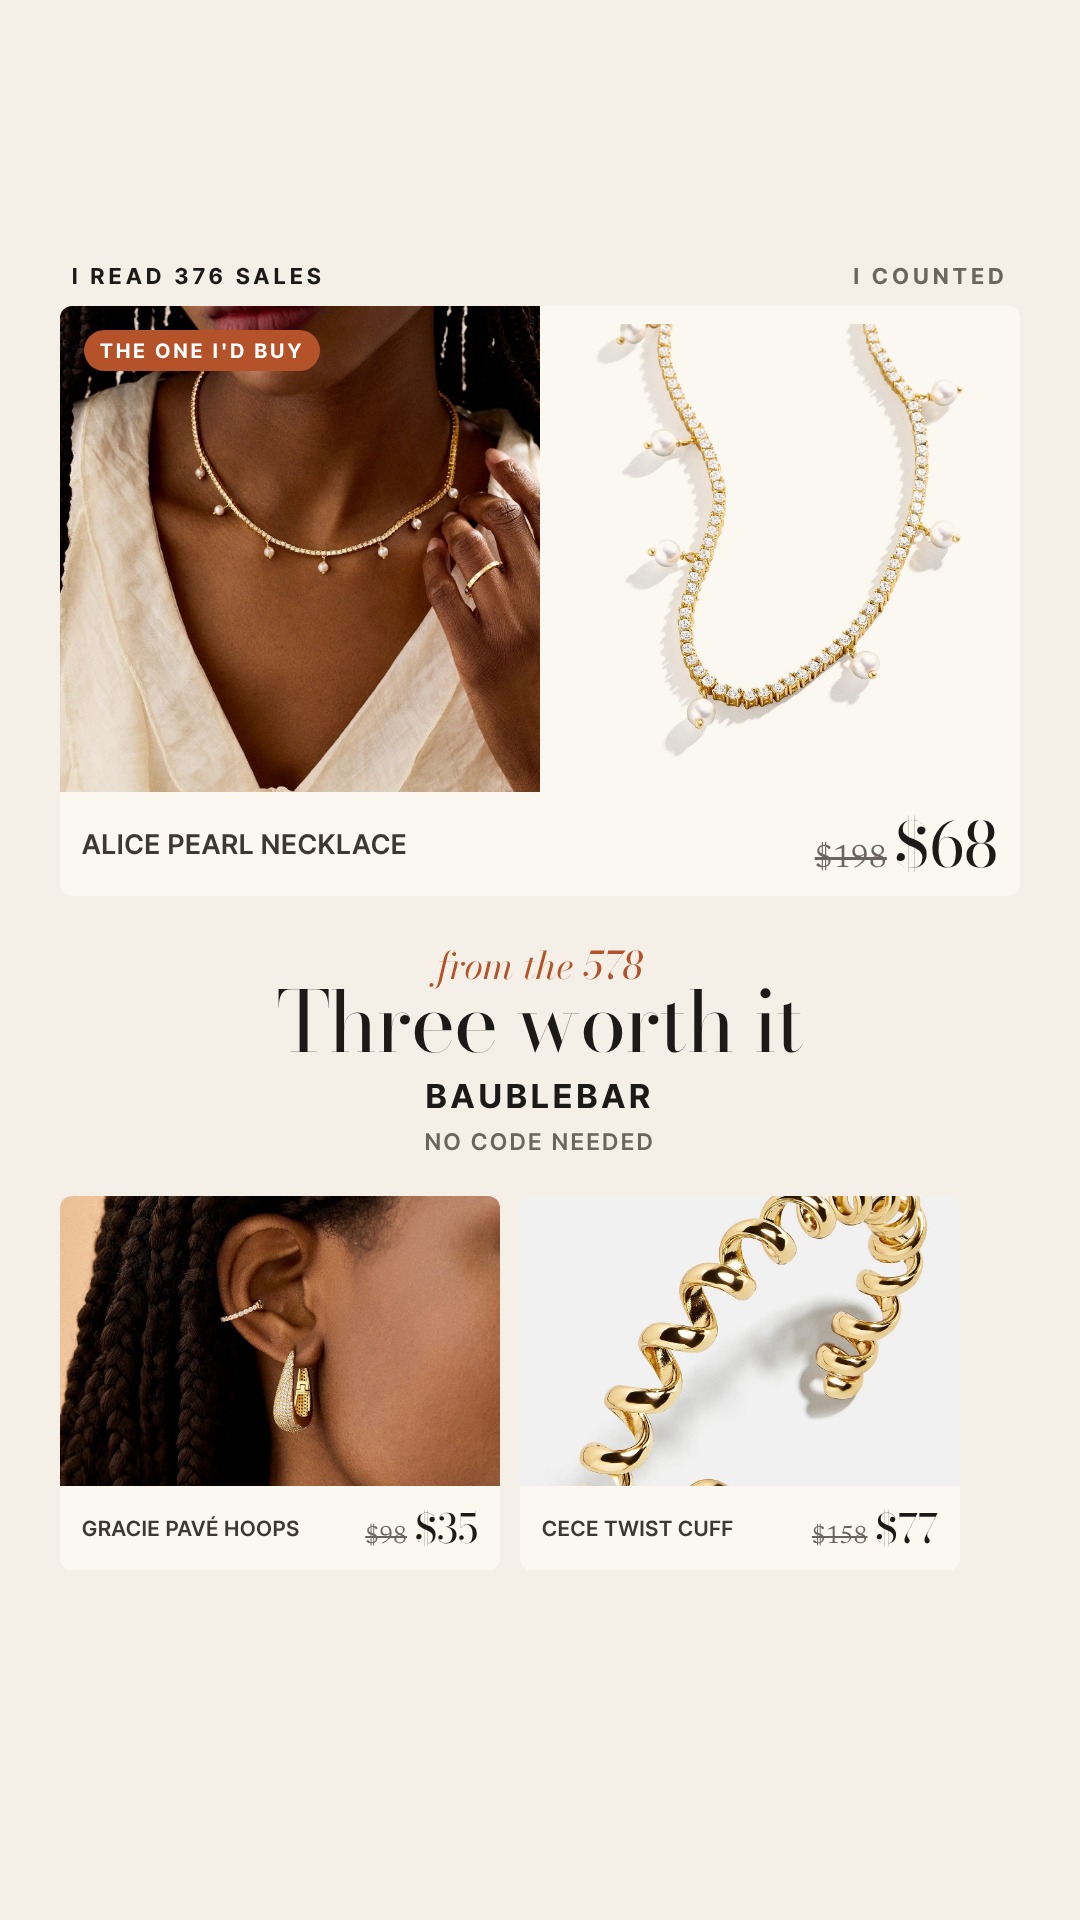 I READ 376 SALES
I COUNTED
THE ONE I'D BUY
ALICE PEARL NECKLACE
$198 $68
from the 578
Three worth it
BAUBLEBAR
NO CODE NEEDED
GRACIE PAVÉ HOOPS
$98 $35
CECE TWIST CUFF
$158 $77